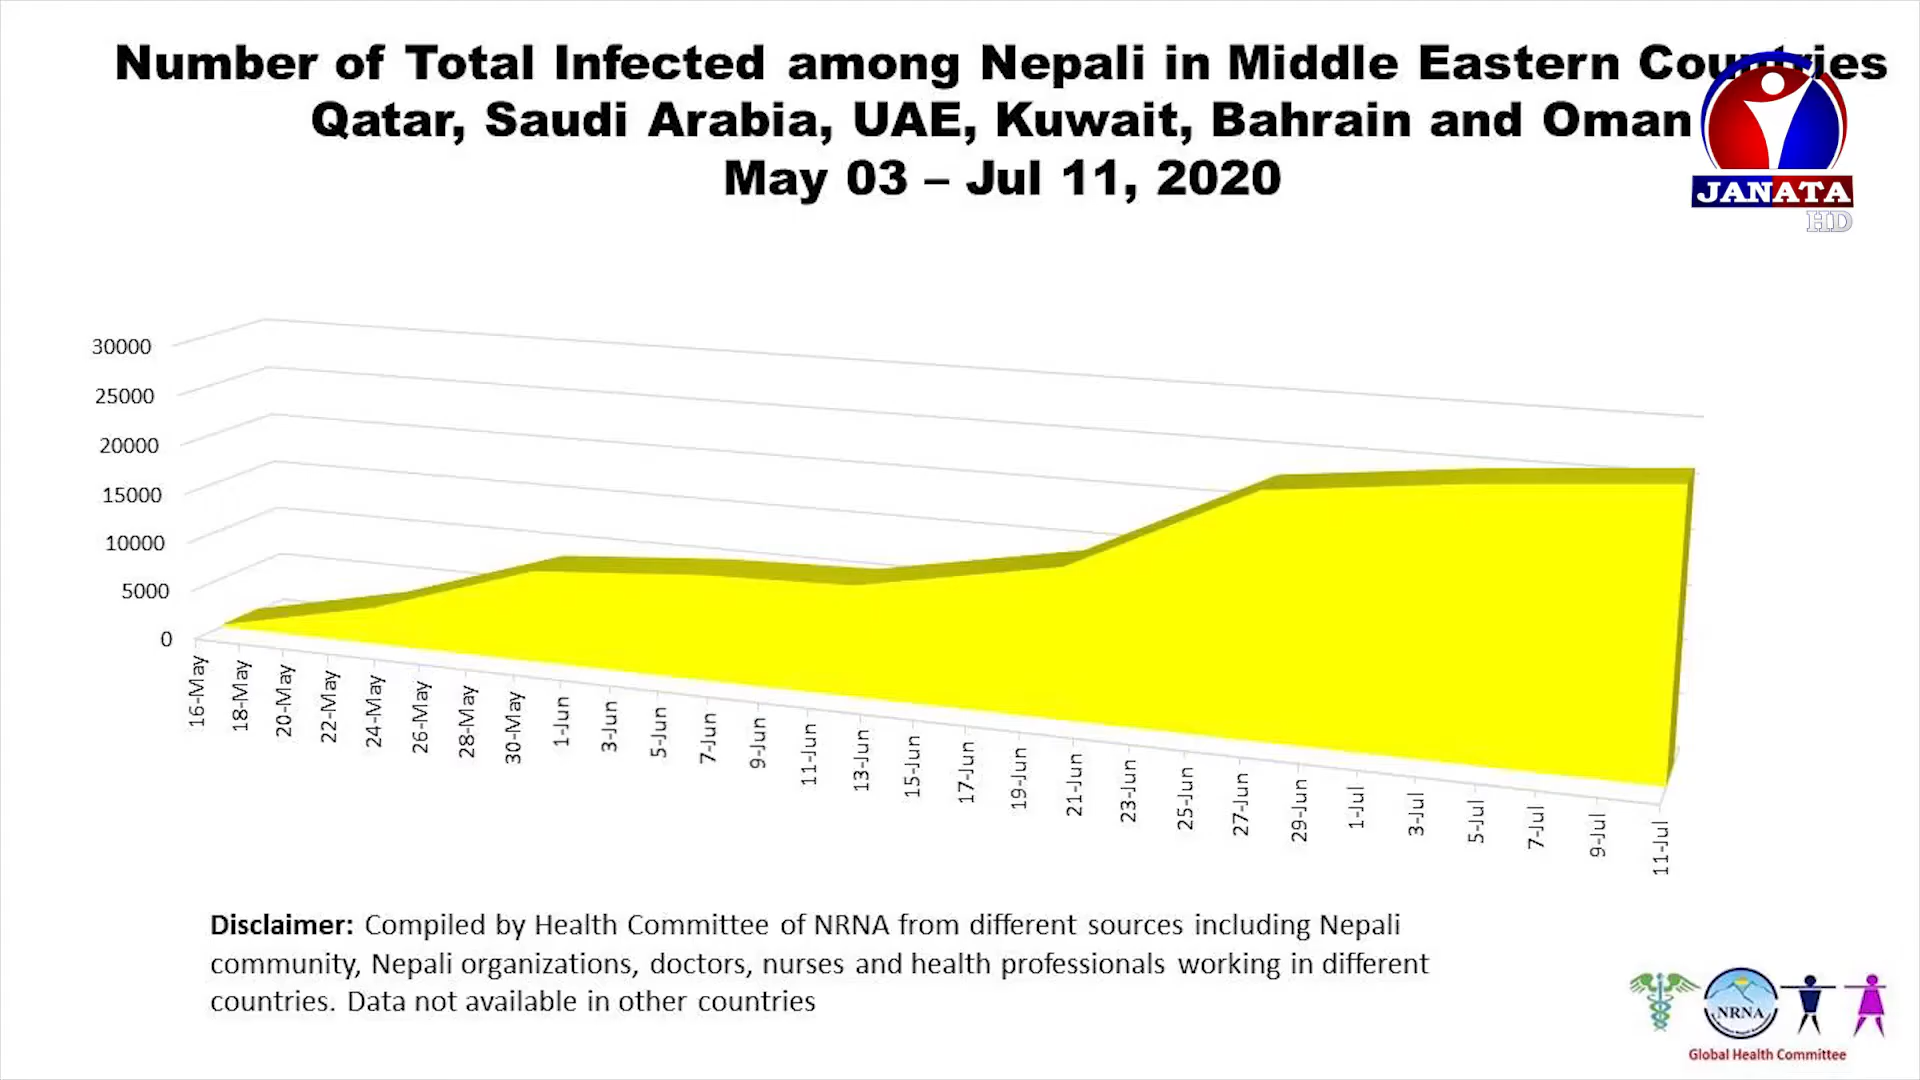 Number of Total Infected among Nepali in Middle Eastern Countries
Qatar, Saudi Arabia, UAE, Kuwait, Bahrain and Oman
May 03 – Jul 11, 2020
JANATA
HD
30000
25000
20000
15000
10000
5000
0
16-May
18-May
20-May
22-May
24-May
26-May
28-May
30-May
1-Jun
3-Jun
5-Jun
7-Jun
9-Jun
11-Jun
13-Jun
15-Jun
17-Jun
19-Jun
21-Jun
23-Jun
25-Jun
27-Jun
29-Jun
1-Jul
3-Jul
5-Jul
7-Jul
9-Jul
11-Jul
Disclaimer: Compiled by Health Committee of NRNA from different sources including Nepali
community, Nepali organizations, doctors, nurses and health professionals working in different
countries. Data not available in other countries
NRNA
Global Health Committee